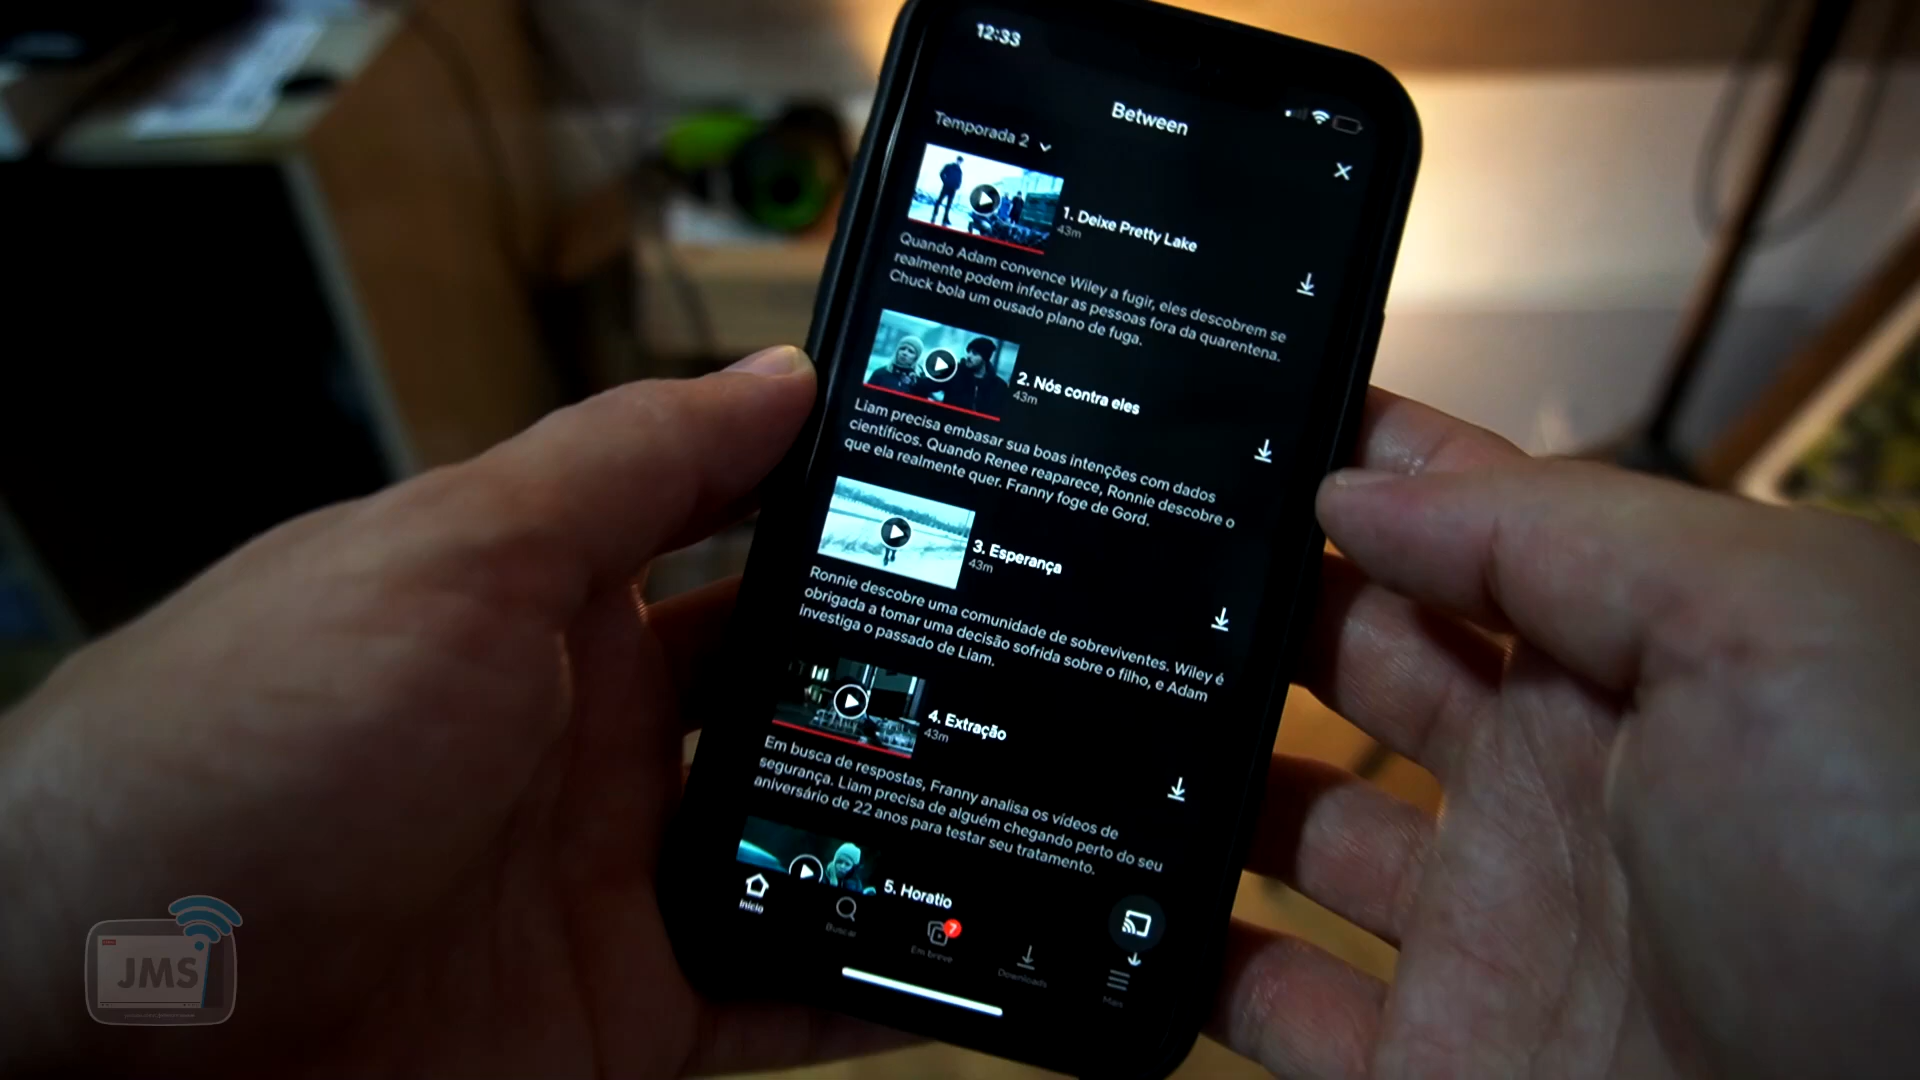 12:33
Between
Temporada 2
1. Deixe Pretty Lake
43m
Quando Adam convence Wiley a fugir, eles descobrem se
realmente podem infectar as pessoas fora da quarentena.
Chuck bola um ousado plano de fuga.
2. Nós contra eles
43m
Liam precisa embasar sua boas intenções com dados
científicos. Quando Renee reaparece, Ronnie descobre o
que ela realmente quer. Franny foge de Gord.
3. Esperança
43m
Ronnie descobre uma comunidade de sobreviventes. Wiley é
obrigada a tomar uma decisão sofrida sobre o filho, e Adam
investiga o passado de Liam.
4. Extração
43m
Em busca de respostas, Franny analisa os vídeos de
segurança. Liam precisa de alguém chegando perto do seu
aniversário de 22 anos para testar seu tratamento.
5. Horatio
Início
Buscar
7
Em breve
Downloads
Mais
JMS